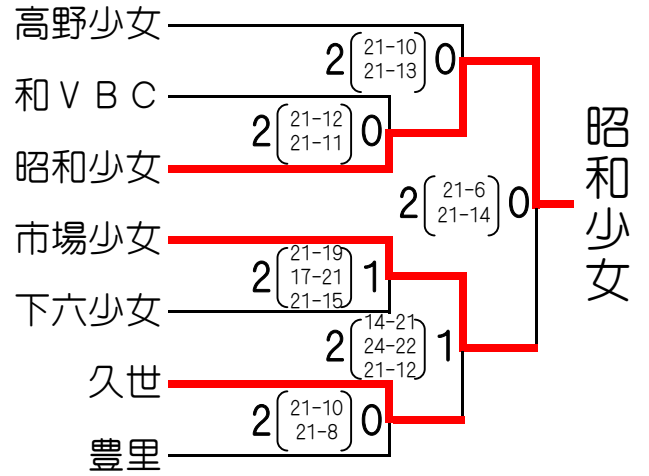 高野少女
2 21-10 0
21-13
和VBC
2 21-12 0
21-11
昭和少女
昭和少女
2 21-6 0
21-14
市場少女
2 21-19 1
17-21
21-15
下六少女
2 14-21 1
24-22
21-12
久世
2 21-10 0
21-8
豊里